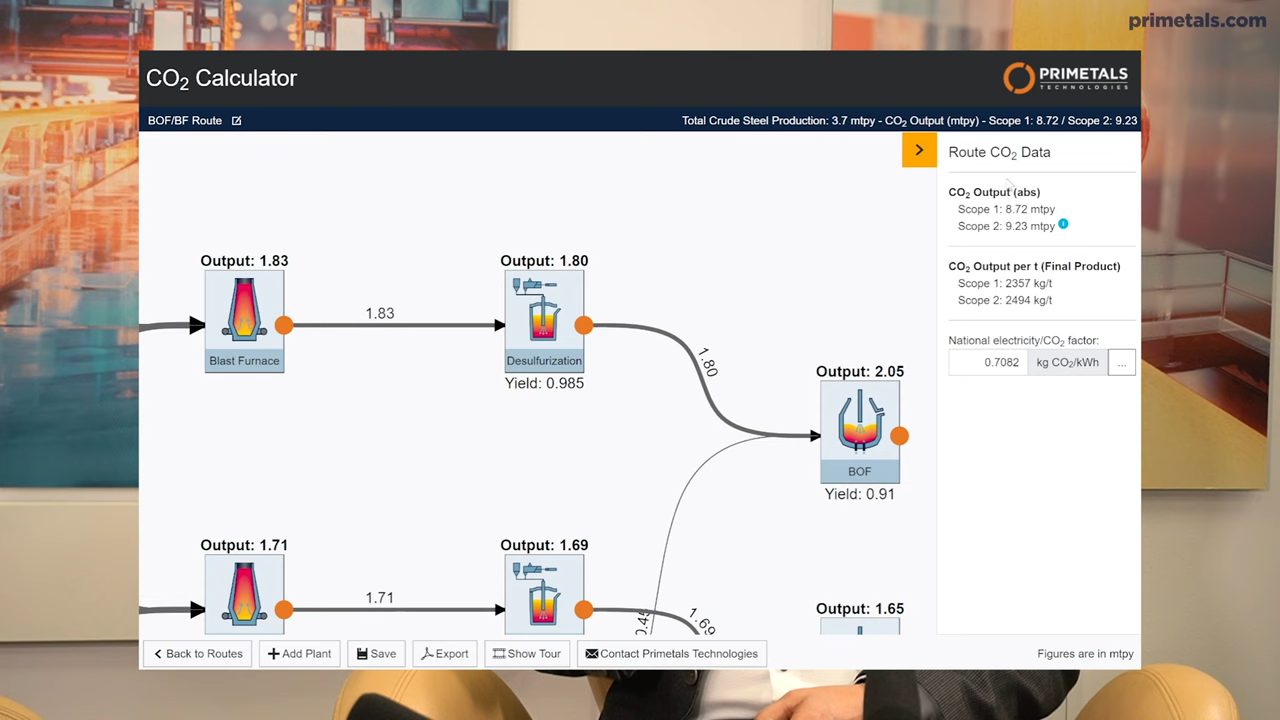 primetals.com
CO2 Calculator
PRIMETALS
TECHNOLOGIES
BOF/BF Route
Total Crude Steel Production: 3.7 mtpy - CO2 Output (mtpy) - Scope 1: 8.72 / Scope 2: 9.23
Route CO2 Data
CO2 Output (abs)
Scope 1: 8.72 mtpy
Scope 2: 9.23 mtpy
CO2 Output per t (Final Product)
Scope 1: 2357 kg/t
Scope 2: 2494 kg/t
National electricity/CO2 factor:
0.7082 kg CO2/kWh ...
Output: 1.83
Blast Furnace
1.83
Output: 1.80
Desulfurization
Yield: 0.985
1.80
Output: 2.05
BOF
Yield: 0.91
Output: 1.71
1.71
Output: 1.69
0.45
1.69
Output: 1.65
Back to Routes
Add Plant
Save
Export
Show Tour
Contact Primetals Technologies
Figures are in mtpy